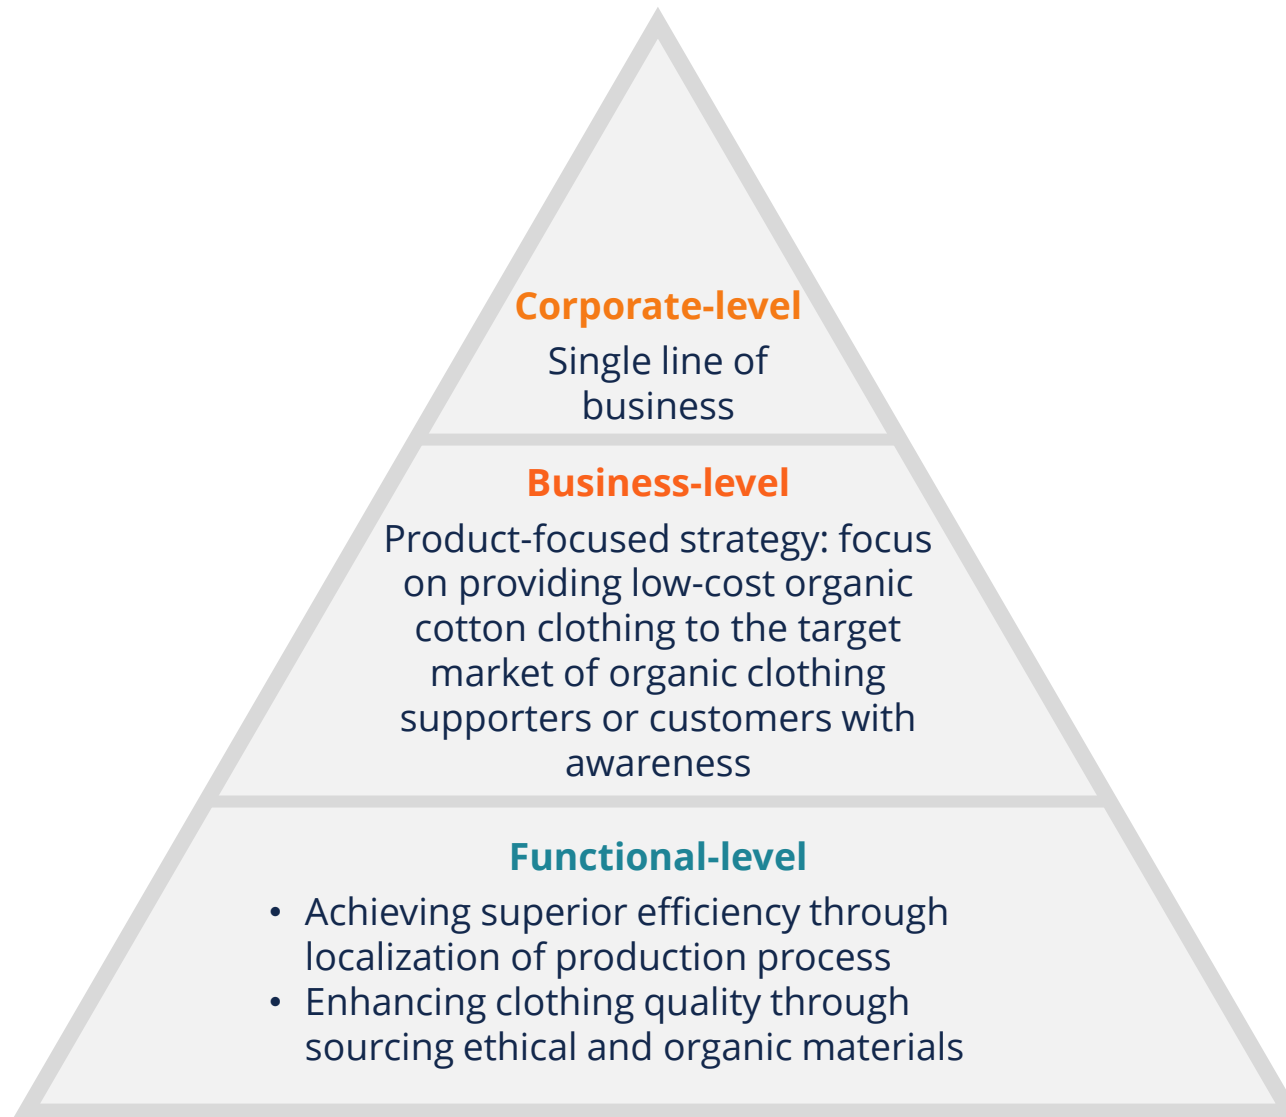 Corporate-level
Single line of
business
Business-level
Product-focused strategy: focus
on providing low-cost organic
cotton clothing to the target
market of organic clothing
supporters or customers with
awareness
Functional-level
• Achieving superior efficiency through
localization of production process
• Enhancing clothing quality through
sourcing ethical and organic materials